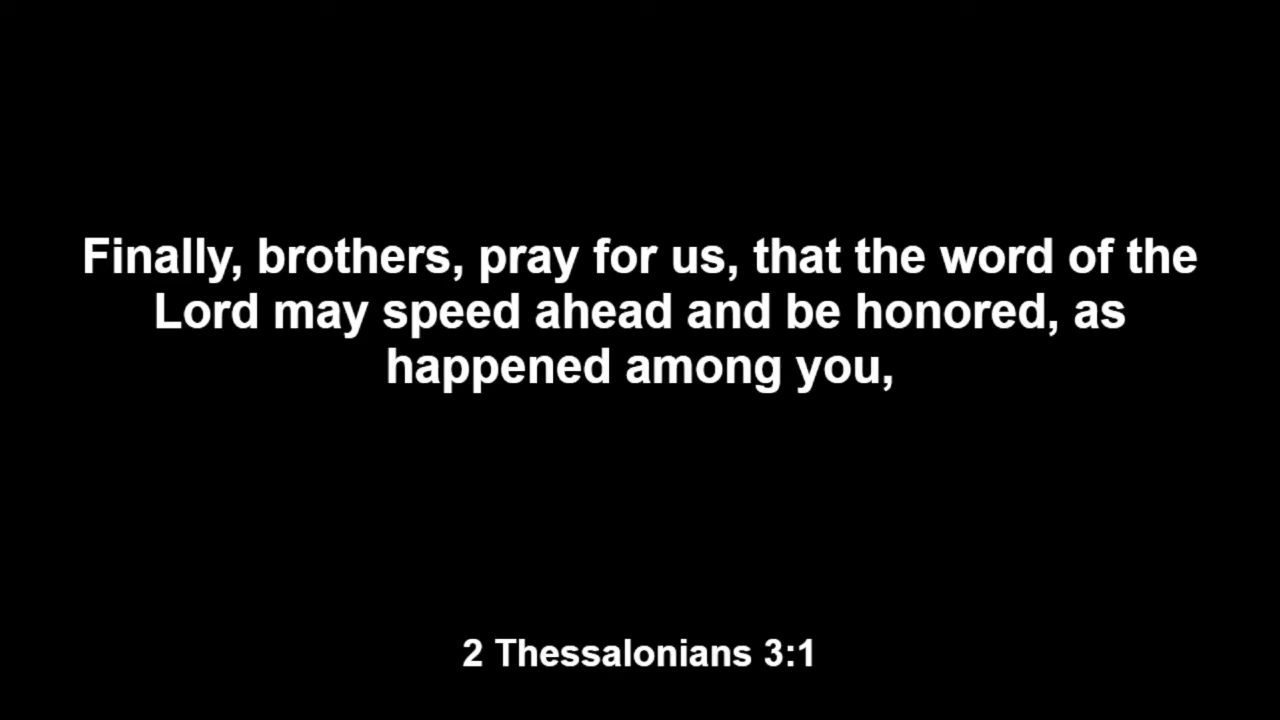 Finally, brothers, pray for us, that the word of the
Lord may speed ahead and be honored, as
happened among you,
2 Thessalonians 3:1